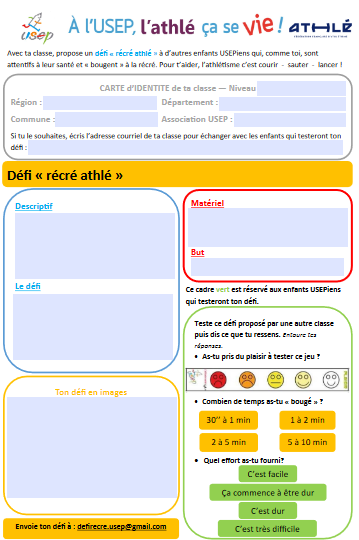 usep
À l'USEP, l'athlé ça se vie ! ATHLÉ
Avec ta classe, propose un défi « récré athlé » à d'autres enfants USEPiens qui, comme toi, sont
attentifs à leur santé et « bougent » à la récré. Pour t'aider, l'athlétisme c'est courir - sauter - lancer !
CARTE d'IDENTITE de ta classe — Niveau
Région :
Département :
Commune :
Association USEP :
Si tu le souhaites, écris l'adresse courriel de ta classe pour échanger avec les enfants qui testeront ton
défi :
Défi « récré athlé »
Descriptif
Le défi
Ton défi en images
Envoie ton défi à : defirecre.usep@gmail.com
Matériel
But
Ce cadre vert est réservé aux enfants USEPiens
qui testeront ton défi.
Teste ce défi proposé par une autre classe
puis dis ce que tu ressens. Entoure tes
réponses.
• As-tu pris du plaisir à tester ce jeu ?
• Combien de temps as-tu « bougé » ?
30'' à 1 min
1 à 2 min
2 à 5 min
5 à 10 min
• Quel effort as-tu fourni?
C'est facile
Ça commence à être dur
C'est dur
C'est très difficile